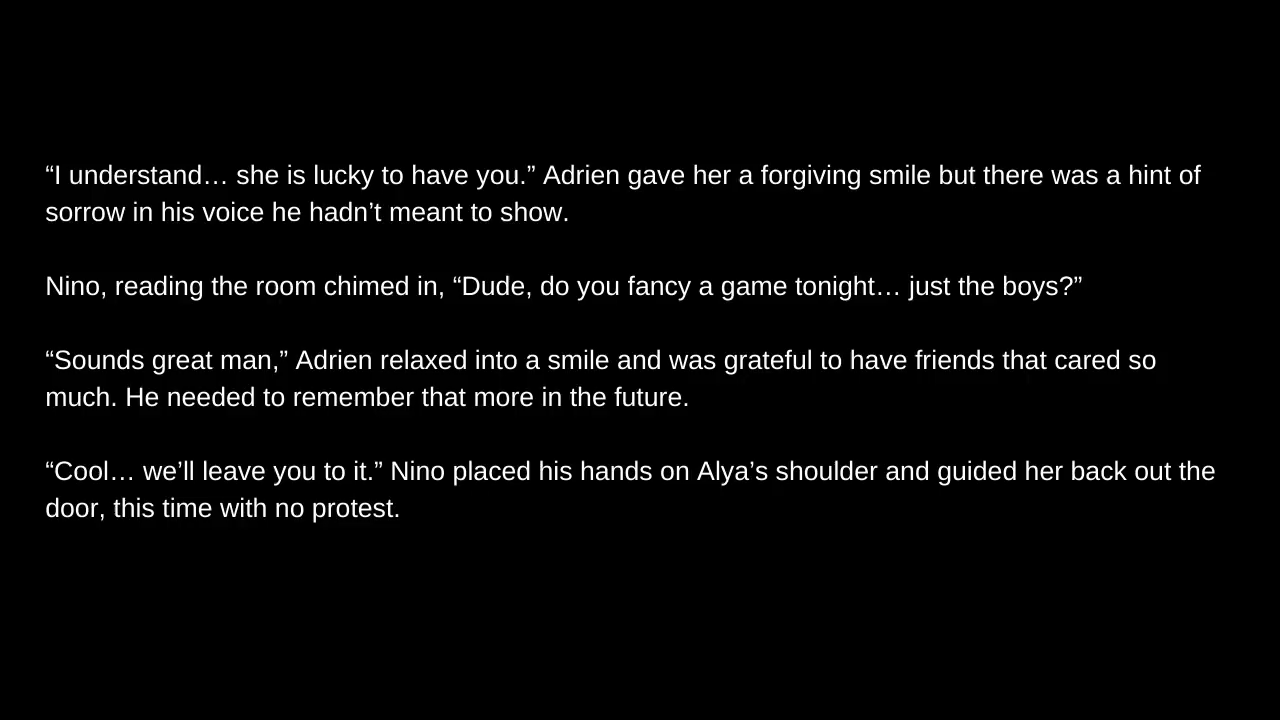 “I understand… she is lucky to have you.” Adrien gave her a forgiving smile but there was a hint of
sorrow in his voice he hadn’t meant to show.
Nino, reading the room chimed in, “Dude, do you fancy a game tonight… just the boys?”
“Sounds great man,” Adrien relaxed into a smile and was grateful to have friends that cared so
much. He needed to remember that more in the future.
“Cool… we’ll leave you to it.” Nino placed his hands on Alya’s shoulder and guided her back out the
door, this time with no protest.